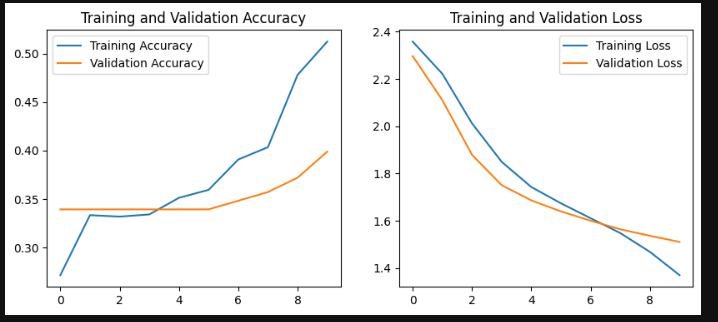 Training and Validation Accuracy
Training Accuracy
Validation Accuracy
0.50
0.45
0.40
0.35
0.30
0 2 4 6 8
Training and Validation Loss
Training Loss
Validation Loss
2.4
2.2
2.0
1.8
1.6
1.4
0 2 4 6 8